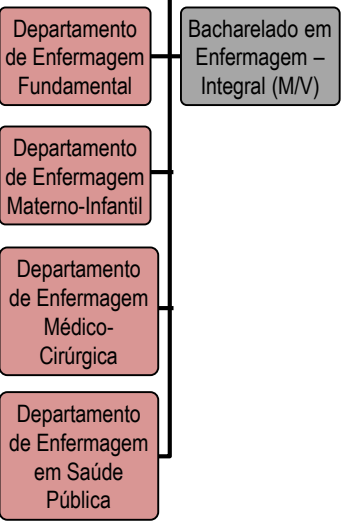 Departamento
de Enfermagem
Fundamental
Bacharelado em
Enfermagem –
Integral (M/V)
Departamento
de Enfermagem
Materno-Infantil
Departamento
de Enfermagem
Médico-
Cirúrgica
Departamento
de Enfermagem
em Saúde
Pública